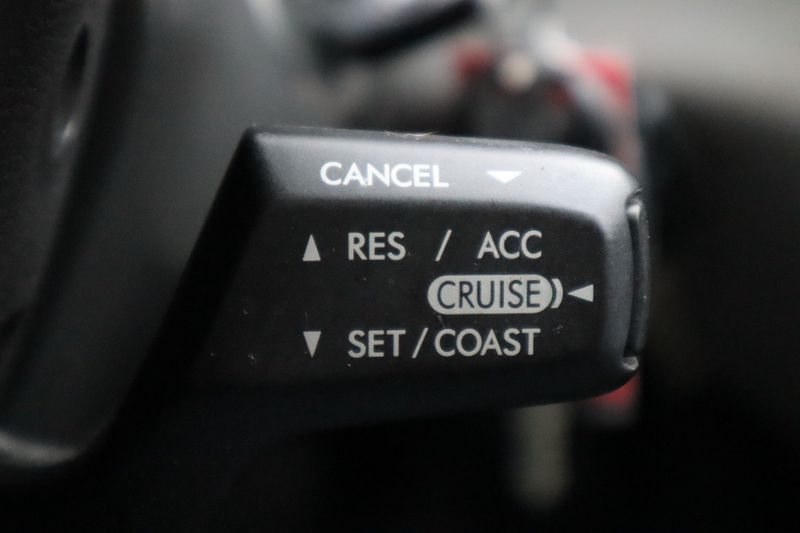 CANCEL ▼
▲ RES / ACC
CRUISE ◀
▼ SET / COAST